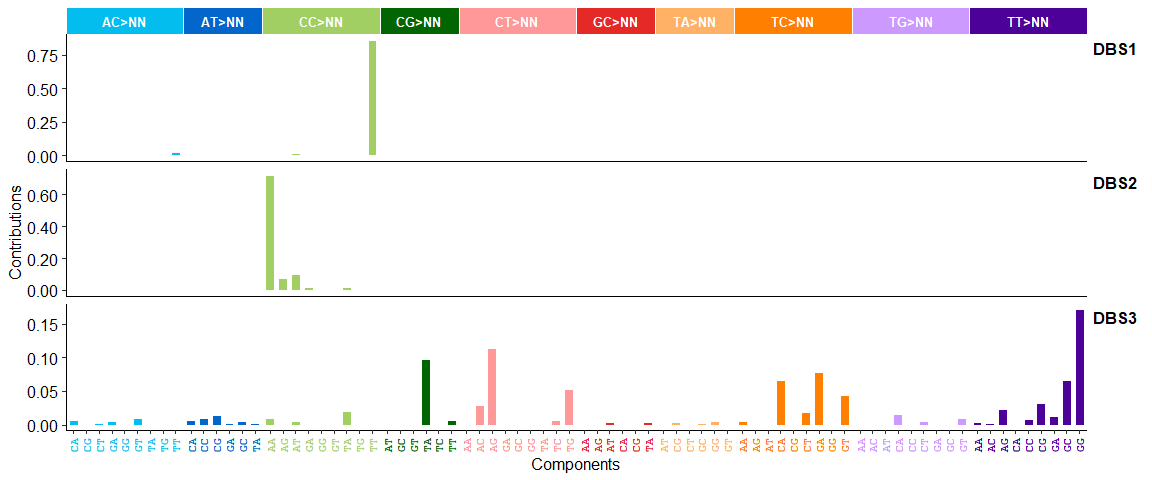 AC>NN AT>NN CC>NN CG>NN CT>NN GC>NN TA>NN TC>NN TG>NN TT>NN
DBS1
0.75
0.50
0.25
0.00
DBS2
0.60
0.40
0.20
0.00
DBS3
0.15
0.10
0.05
0.00
Contributions
CA CG CT GA GG GT TA TG TT CA CC CG GA GC TA AA AG AT GA GG GT TA TG TT AT GC GT TA TC TT AA AC AG GA GC GG TA TC TG AA AG AT CA CG TA AT CG CT GC GG GT AA AG AT CA CG CT GA GG GT AA AC AT CA CC CT GA GC GT AA AC AG CA CC CG GA GC GG
Components